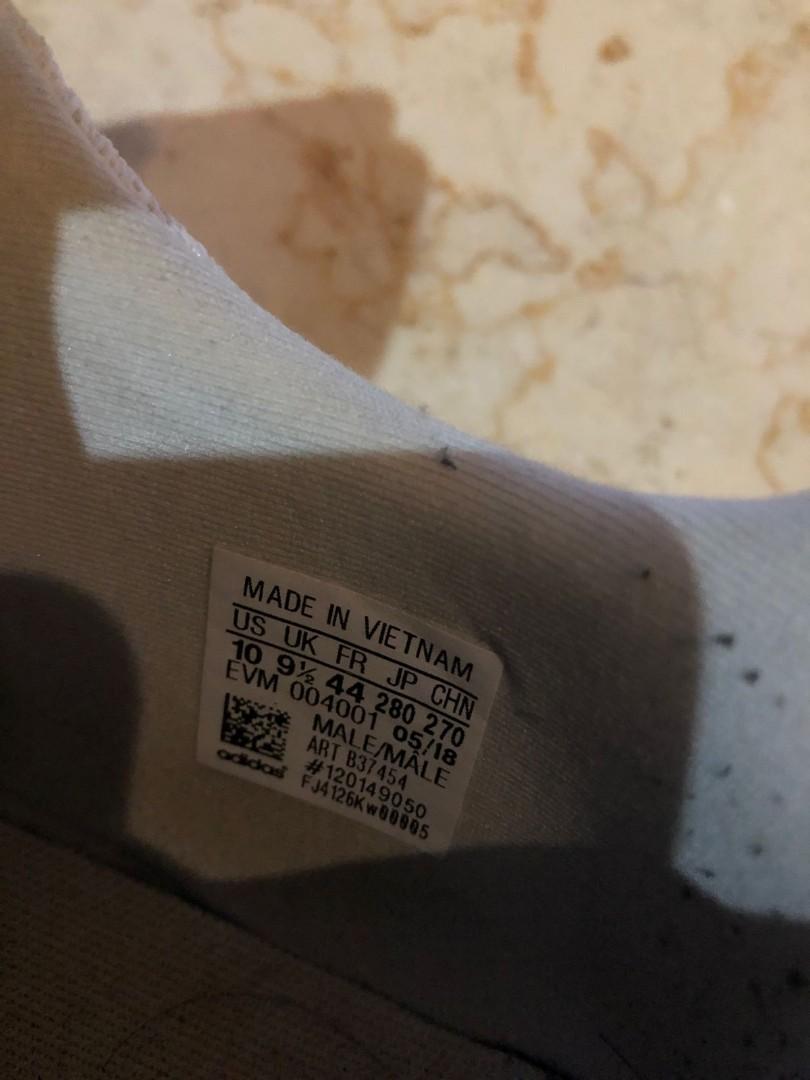 MADE IN VIETNAM
US UK FR JP CHN
10 9½ 44 280 270
EVM 004001 05/18
MALE/MÂLE
ART B37454
#120149050
FJ4126Kw00005
adidas